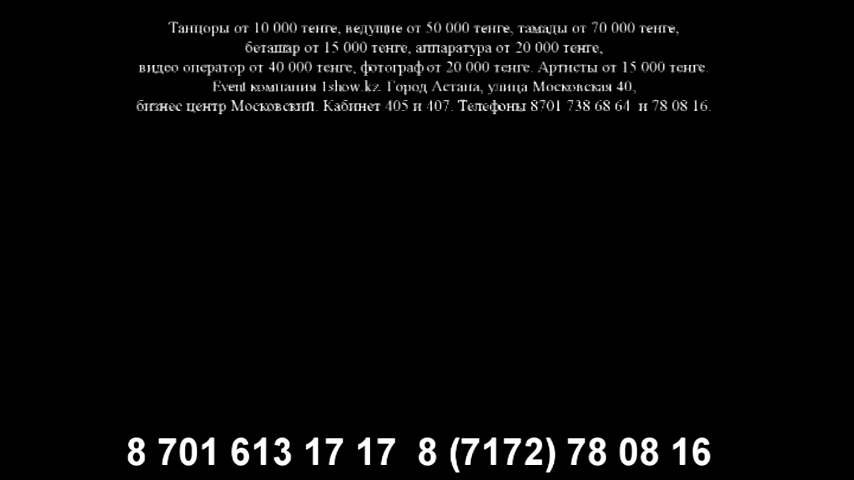 Танцоры от 10 000 тенге, ведущие от 50 000 тенге, тамады от 70 000 тенге,
беташар от 15 000 тенге, аппаратура от 20 000 тенге,
видео оператор от 40 000 тенге, фотограф от 20 000 тенге. Артисты от 15 000 тенге.
Event компания 1show.kz. Город Астана, улица Московская 40,
бизнес центр Московский. Кабинет 405 и 407. Телефоны 8701 738 68 64 и 78 08 16.
8 701 613 17 17 8 (7172) 78 08 16